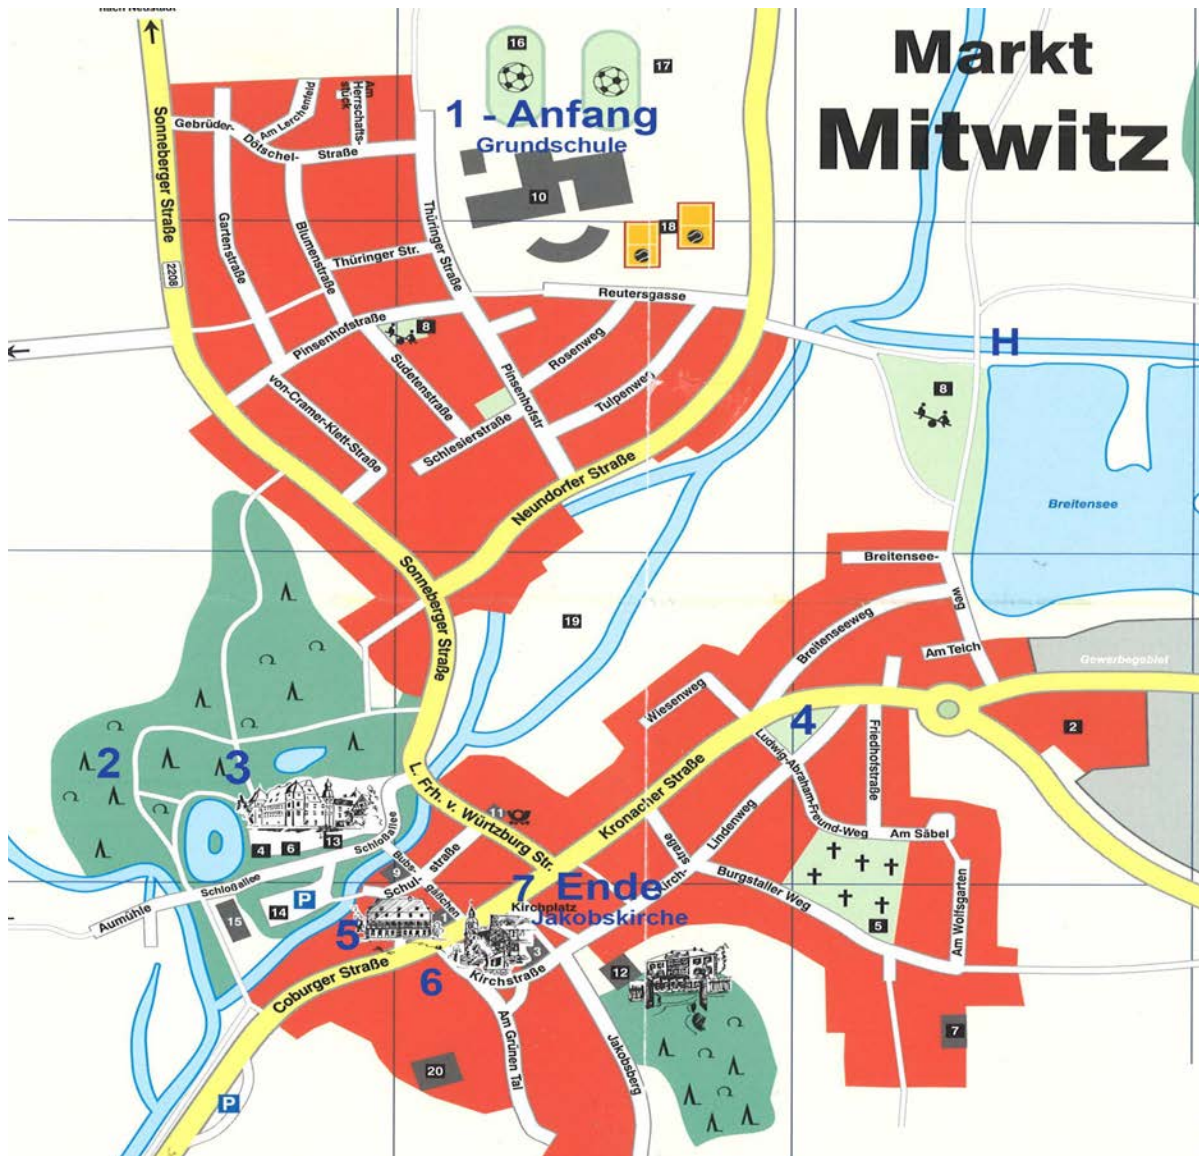 nach Neustadt
Markt
Mitwitz
16
17
1 - Anfang
Grundschule
10
18
Am Herrschafts-
stück
Am Lerchenfeld
Gebrüder-
Dötschel-
Straße
Sonneberger Straße
2208
Gartenstraße
Blumenstraße
Thüringer Str.
Thüringer Straße
Reutersgasse
Pinsenhofstraße
8
Rosenweg
Sudetenstraße
Pinsenhofstr
Tulpenweg
von-Cramer-Klett-Straße
Schlesierstraße
Neundorfer Straße
H
8
Breitensee
Sonneberger Straße
19
Breitensee-
weg
Breitenseeweg
Am Teich
Gewerbegebiet
Wiesenweg
4
2
Ludwig-Abraham-Freund-Weg
Friedhofstraße
2
3
L. Frh. v. Würtzburg Str.
11
Kronacher Straße
Lindenweg
Am Säbel
4
6
13
Schloßallee
Bubs-
gäßchen
9
Schul-
straße
Kirch-
straße
Burgstaller Weg
Schloßallee
Aumühle
15
14
P
7 Ende
Kirchplatz
Jakobskirche
5
1
3
5
Am Wolfsgarten
6
Kirchstraße
12
Coburger Straße
Am Grünen Tal
Jakobsberg
7
20
P